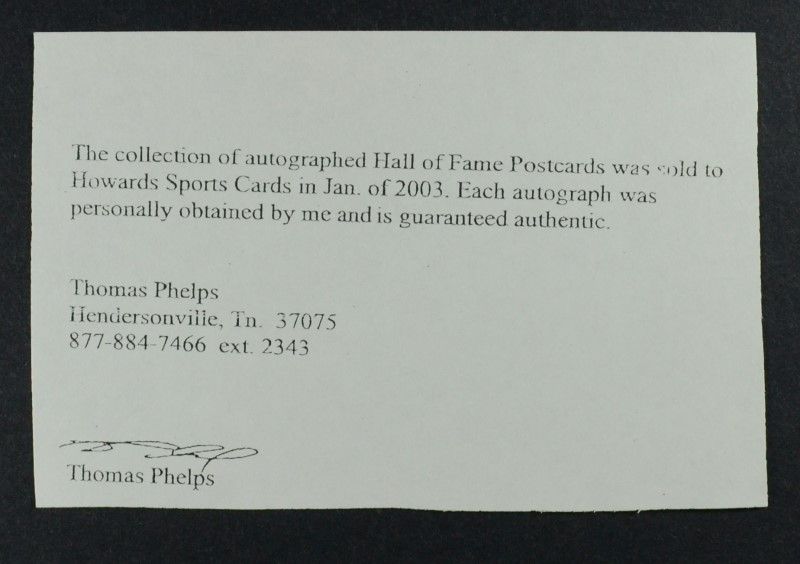 The collection of autographed Hall of Fame Postcards was sold to
Howards Sports Cards in Jan. of 2003. Each autograph was
personally obtained by me and is guaranteed authentic.
Thomas Phelps
Hendersonville, Tn. 37075
877-884-7466 ext. 2343
Thomas Phelps